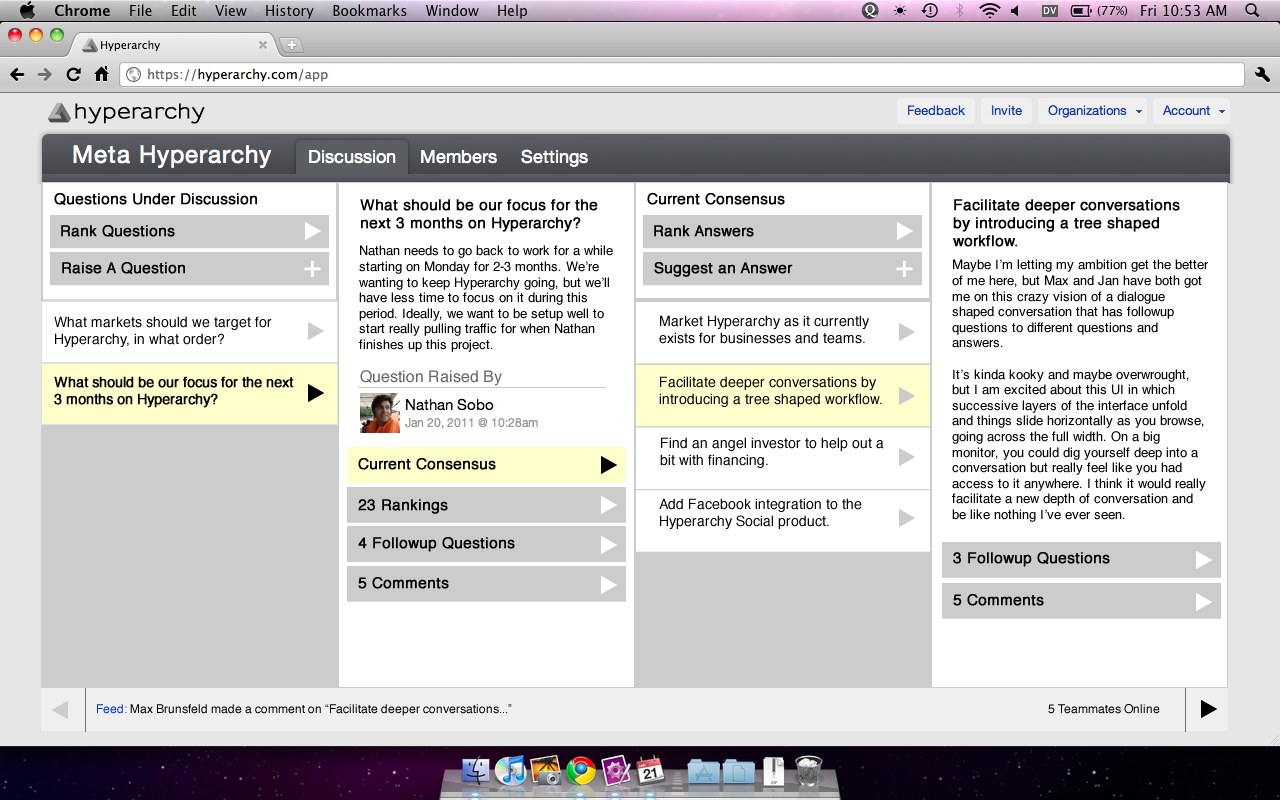 Chrome File Edit View History Bookmarks Window Help
DV (77%) Fri 10:53 AM
Hyperarchy
https://hyperarchy.com/app
hyperarchy
Feedback Invite Organizations Account
Meta Hyperarchy Discussion Members Settings
Questions Under Discussion
Rank Questions
Raise A Question
What markets should we target for
Hyperarchy, in what order?
What should be our focus for the next
3 months on Hyperarchy?
What should be our focus for the
next 3 months on Hyperarchy?
Nathan needs to go back to work for a while
starting on Monday for 2-3 months. We’re
wanting to keep Hyperarchy going, but we’ll
have less time to focus on it during this
period. Ideally, we want to be setup well to
start really pulling traffic for when Nathan
finishes up this project.
Question Raised By
Nathan Sobo
Jan 20, 2011 @ 10:28am
Current Consensus
23 Rankings
4 Followup Questions
5 Comments
Current Consensus
Rank Answers
Suggest an Answer
Market Hyperarchy as it currently
exists for businesses and teams.
Facilitate deeper conversations by
introducing a tree shaped workflow.
Find an angel investor to help out a
bit with financing.
Add Facebook integration to the
Hyperarchy Social product.
Facilitate deeper conversations
by introducing a tree shaped
workflow.
Maybe I’m letting my ambition get the better
of me here, but Max and Jan have both got
me on this crazy vision of a dialogue
shaped conversation that has followup
questions to different questions and
answers.
It’s kinda kooky and maybe overwrought,
but I am excited about this UI in which
successive layers of the interface unfold
and things slide horizontally as you browse,
going across the full width. On a big
monitor, you could dig yourself deep into a
conversation but really feel like you had
access to it anywhere. I think it would really
facilitate a new depth of conversation and
be like nothing I’ve ever seen.
3 Followup Questions
5 Comments
Feed: Max Brunsfeld made a comment on “Facilitate deeper conversations...”
5 Teammates Online
21
ZIP